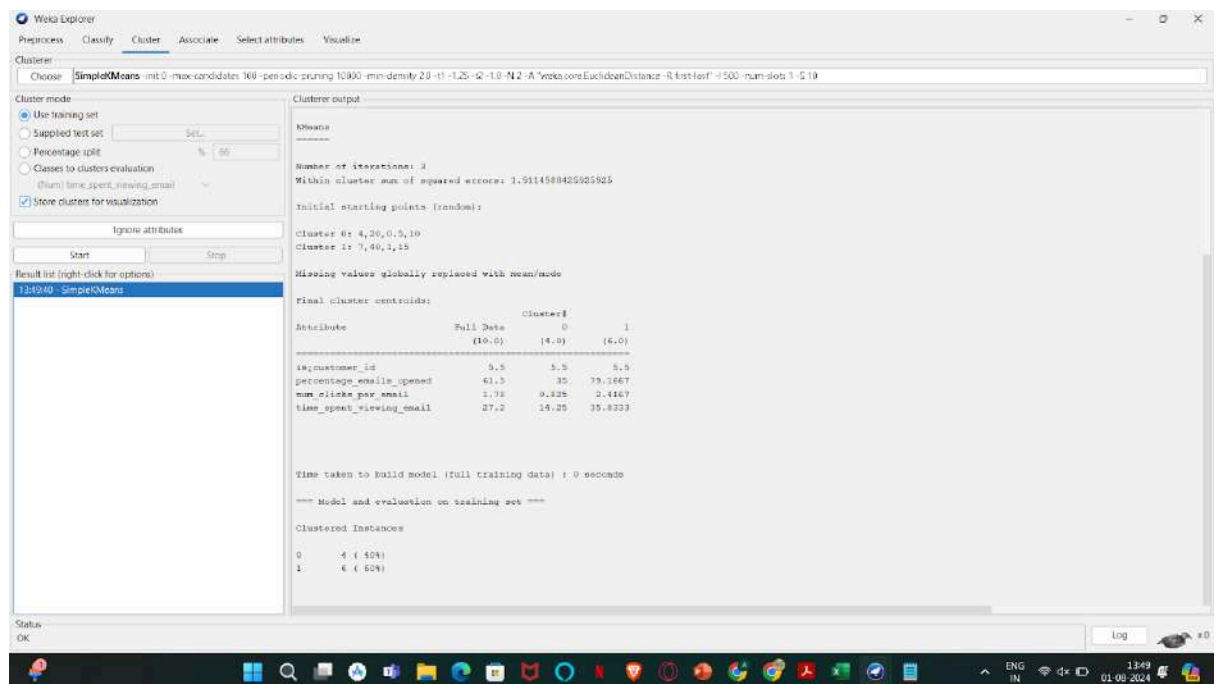 Weka Explorer
Preprocess Classify Cluster Associate Select attributes Visualize
Clusterer
Choose SimpleKMeans -init 0 -max-candidates 100 -periodic-pruning 10000 -min-density 2.0 -t1 -1.25 -t2 -1.0 -N 2 -A "weka.core.EuclideanDistance -R first-last" -I 500 -num-slots 1 -S 10
Cluster mode
Use training set
Supplied test set Set...
Percentage split % 66
Classes to clusters evaluation
(Num) time_spent_viewing_email
Store clusters for visualization
Ignore attributes
Start Stop
Result list (right-click for options)
13:49:40 - SimpleKMeans
Clusterer output
KMeans
======
Number of iterations:
Within cluster sum of squared errors:
Initial starting points (random):
Cluster 0: 4,20,0.5,10
Cluster 1: 7,40,1,15
Missing values globally replaced with mean/mode
Final cluster centroids:
Cluster#
Attribute Full Data 0 1
(10.0) (4.0) (6.0)
customer_id 5.5 5.5 5.5
percentage_emails_opened 61.5 35 79.1667
num_clicks_per_email 1.78 0.825 2.4167
time_spent_viewing_email 27.2 14.25 35.8333
Time taken to build model (full training data) : 0 seconds
=== Model and evaluation on training set ===
Clustered Instances
0 4 ( 40%)
1 6 ( 60%)
Status
OK
Log x 0
ENG
IN
13:49
01-08-2024